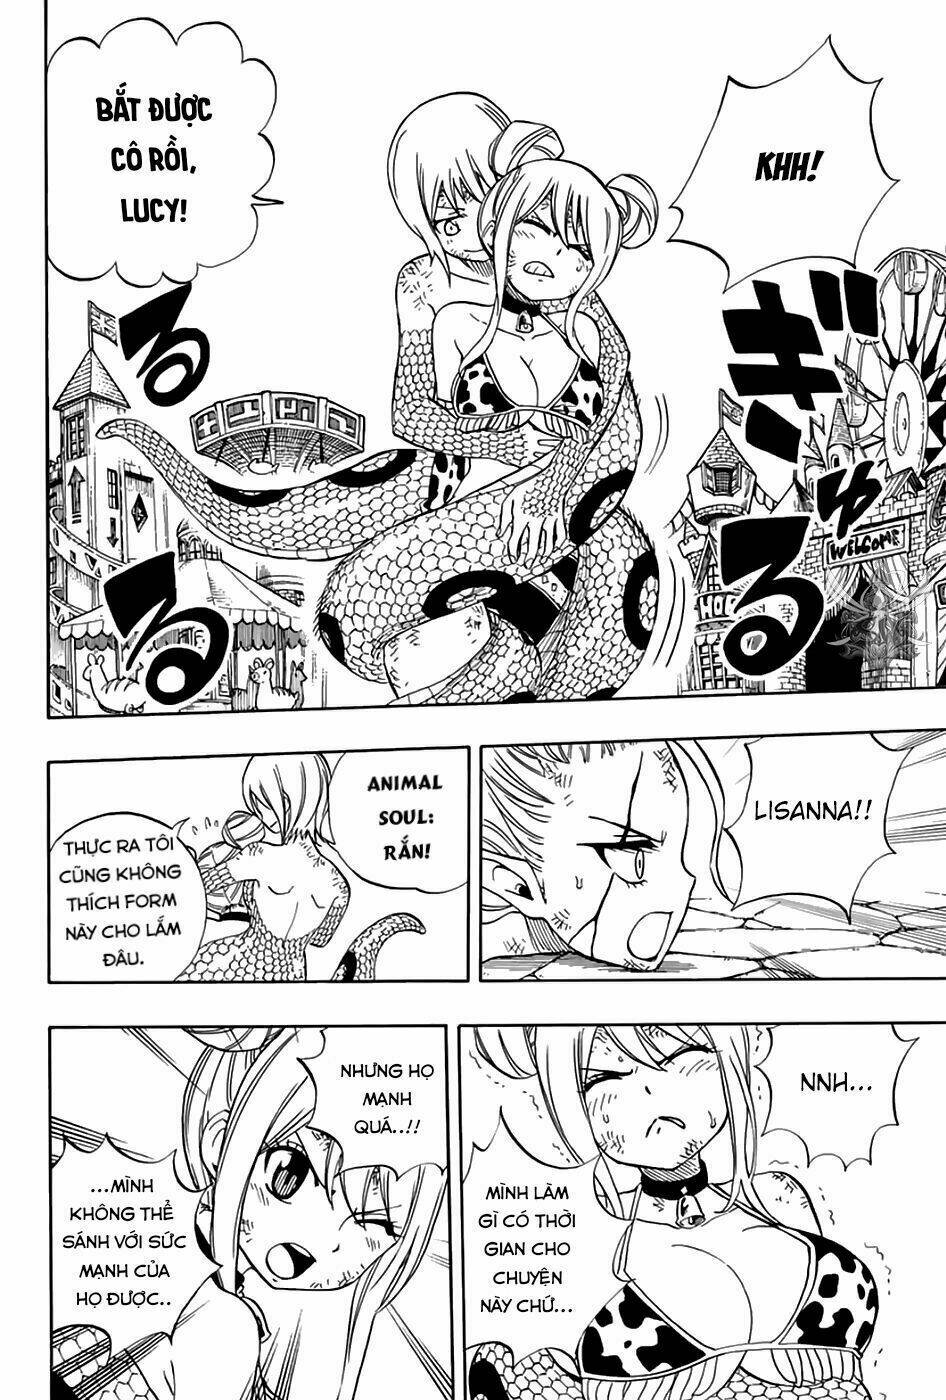 BẮT ĐƯỢC
CÔ RỒI,
LUCY!
KHH!
ぎ
ゅ
る
る
る
WELCOME
HO
THỰC RA TÔI
CŨNG KHÔNG
THÍCH FORM
NÀY CHO LẮM
ĐÂU.
ANIMAL
SOUL:
RẮN!
LISANNA!!
NHƯNG HỌ
MẠNH
QUÁ..!!
...MÌNH
KHÔNG THỂ
SÁNH VỚI SỨC
MẠNH CỦA
HỌ ĐƯỢC..
NNH...
MÌNH LÀM
GÌ CÓ THỜI
GIAN CHO
CHUYỆN
NÀY CHỨ...